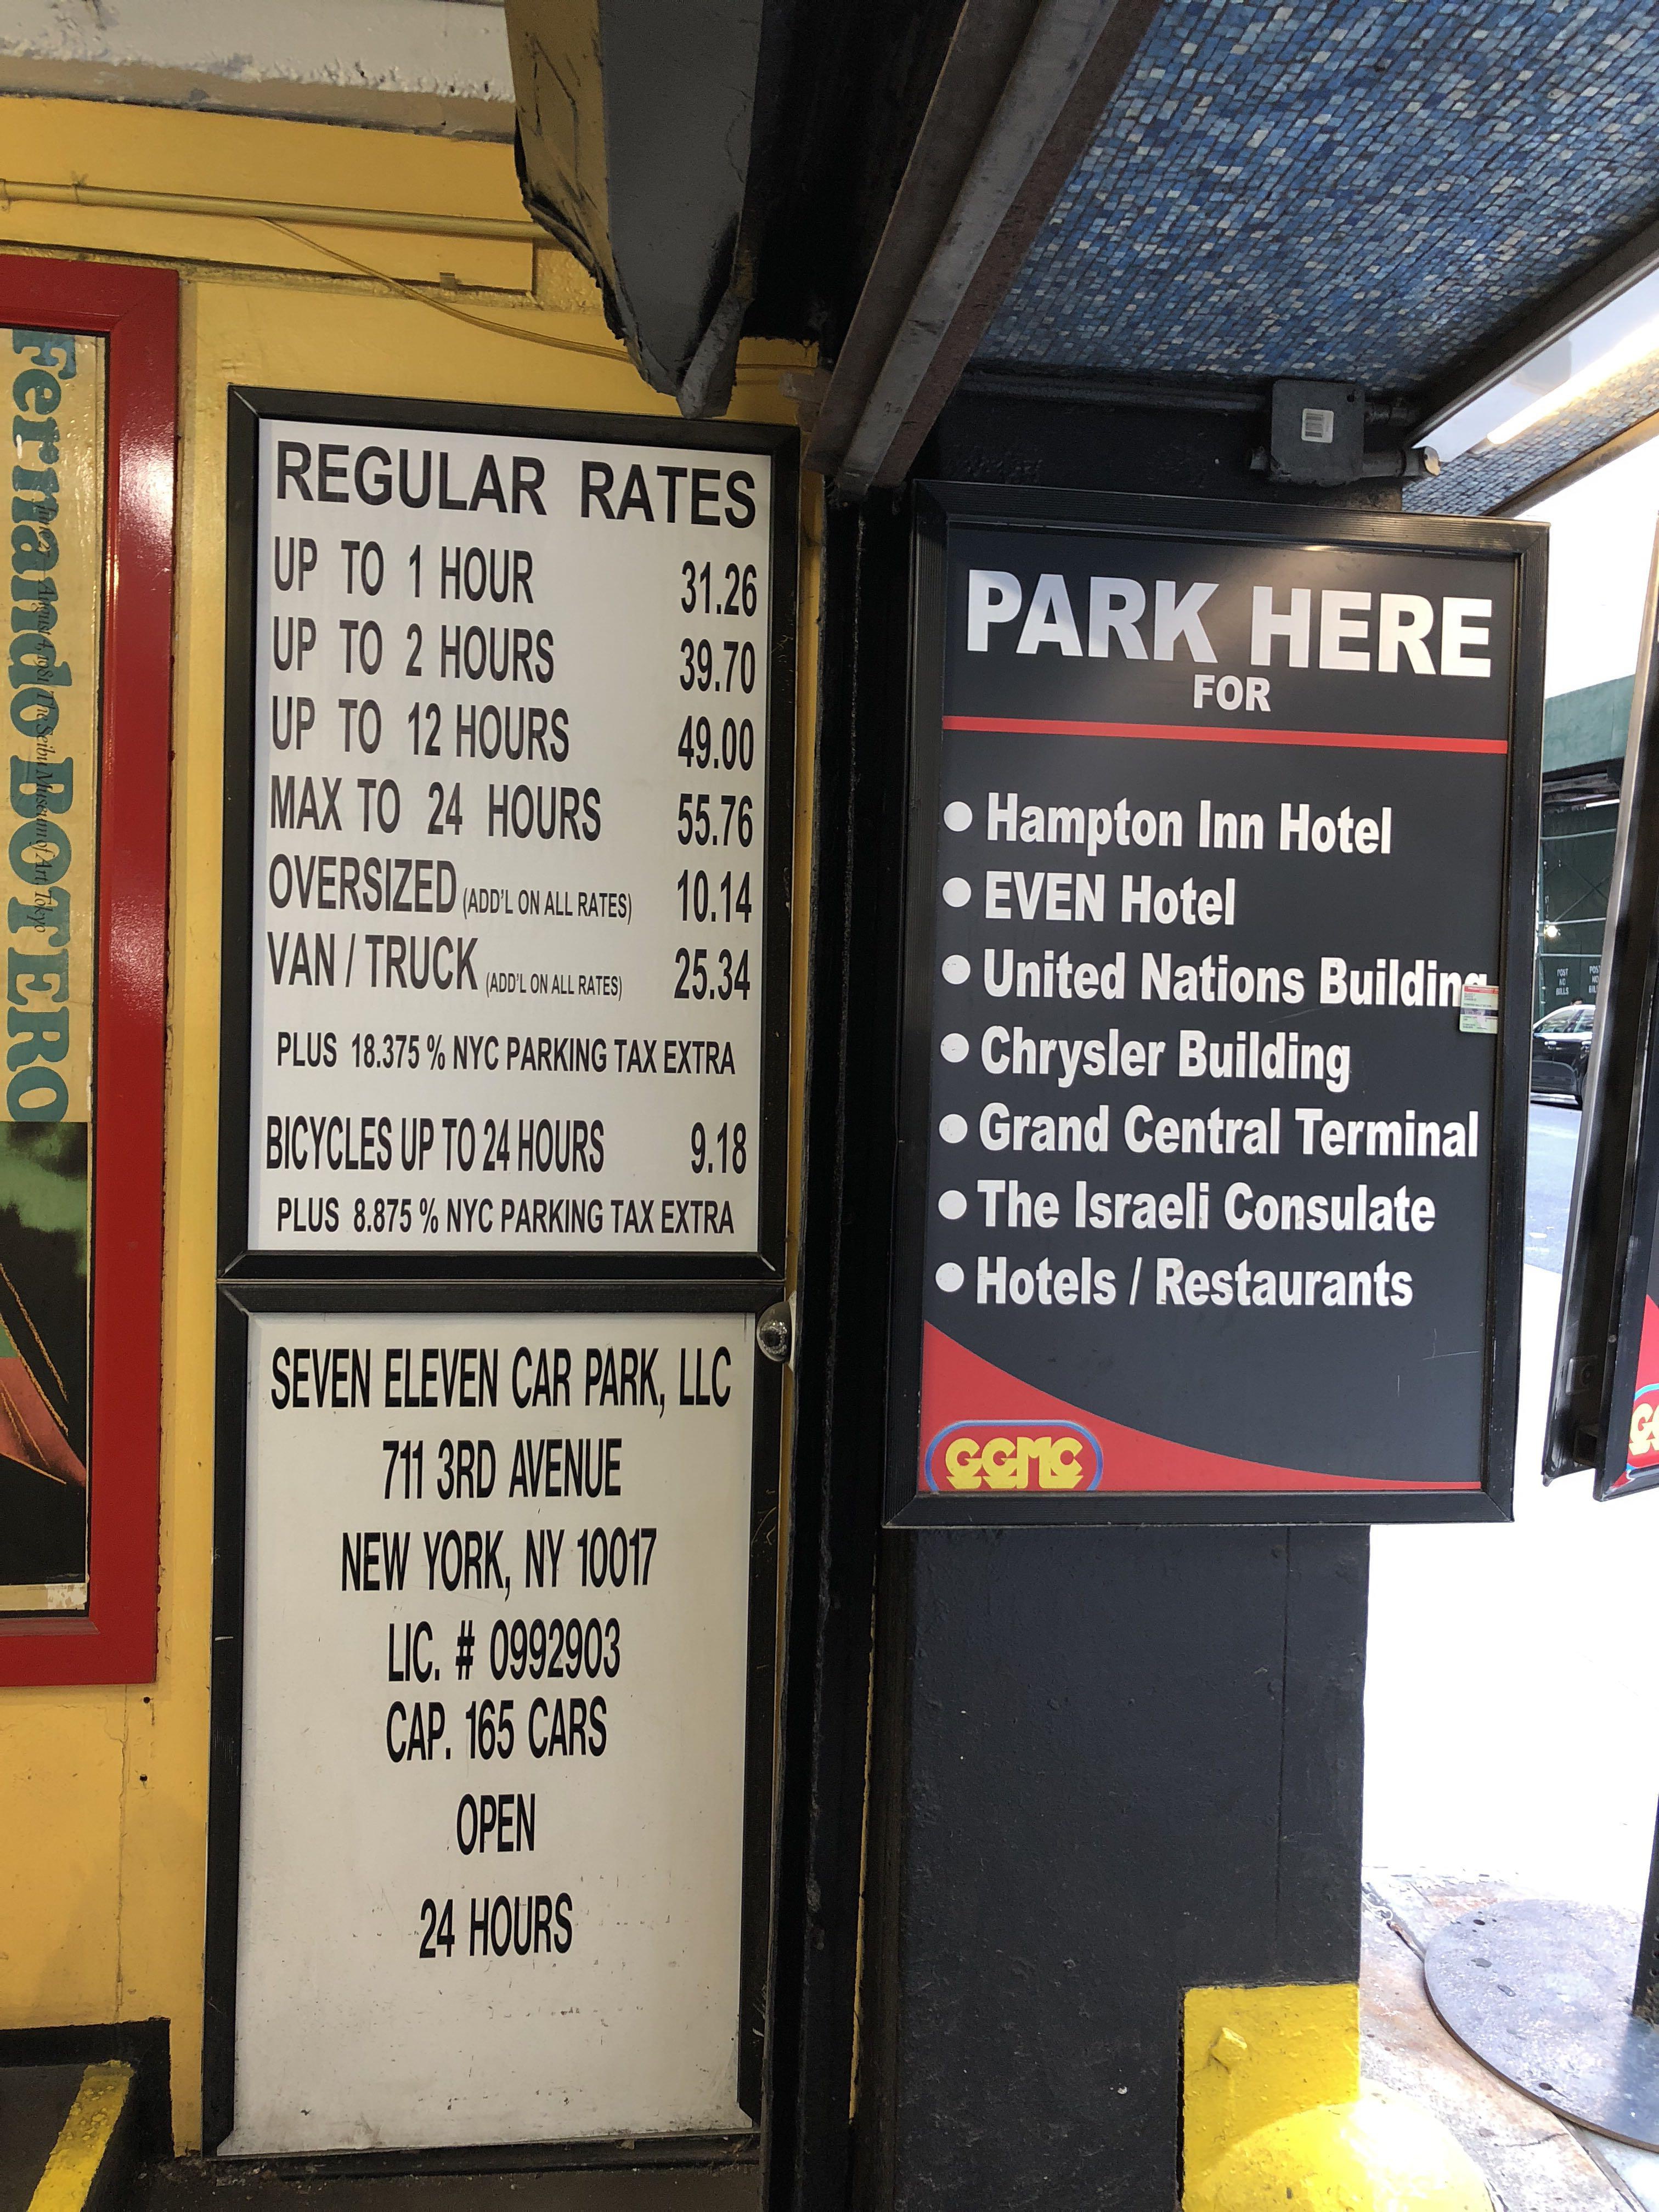 Fernando BOTERO
REGULAR RATES
UP TO 1 HOUR 31.26
UP TO 2 HOURS 39.70
UP TO 12 HOURS 49.00
MAX TO 24 HOURS 55.76
OVERSIZED (ADD'L ON ALL RATES) 10.14
VAN / TRUCK (ADD'L ON ALL RATES) 25.34
PLUS 18.375 % NYC PARKING TAX EXTRA
BICYCLES UP TO 24 HOURS 9.18
PLUS 8.875 % NYC PARKING TAX EXTRA
SEVEN ELEVEN CAR PARK, LLC
711 3RD AVENUE
NEW YORK, NY 10017
LIC. # 0992903
CAP. 165 CARS
OPEN
24 HOURS
PARK HERE
FOR
• Hampton Inn Hotel
• EVEN Hotel
• United Nations Building
• Chrysler Building
• Grand Central Terminal
• The Israeli Consulate
• Hotels / Restaurants
GGMC
POST
NO
BILLS